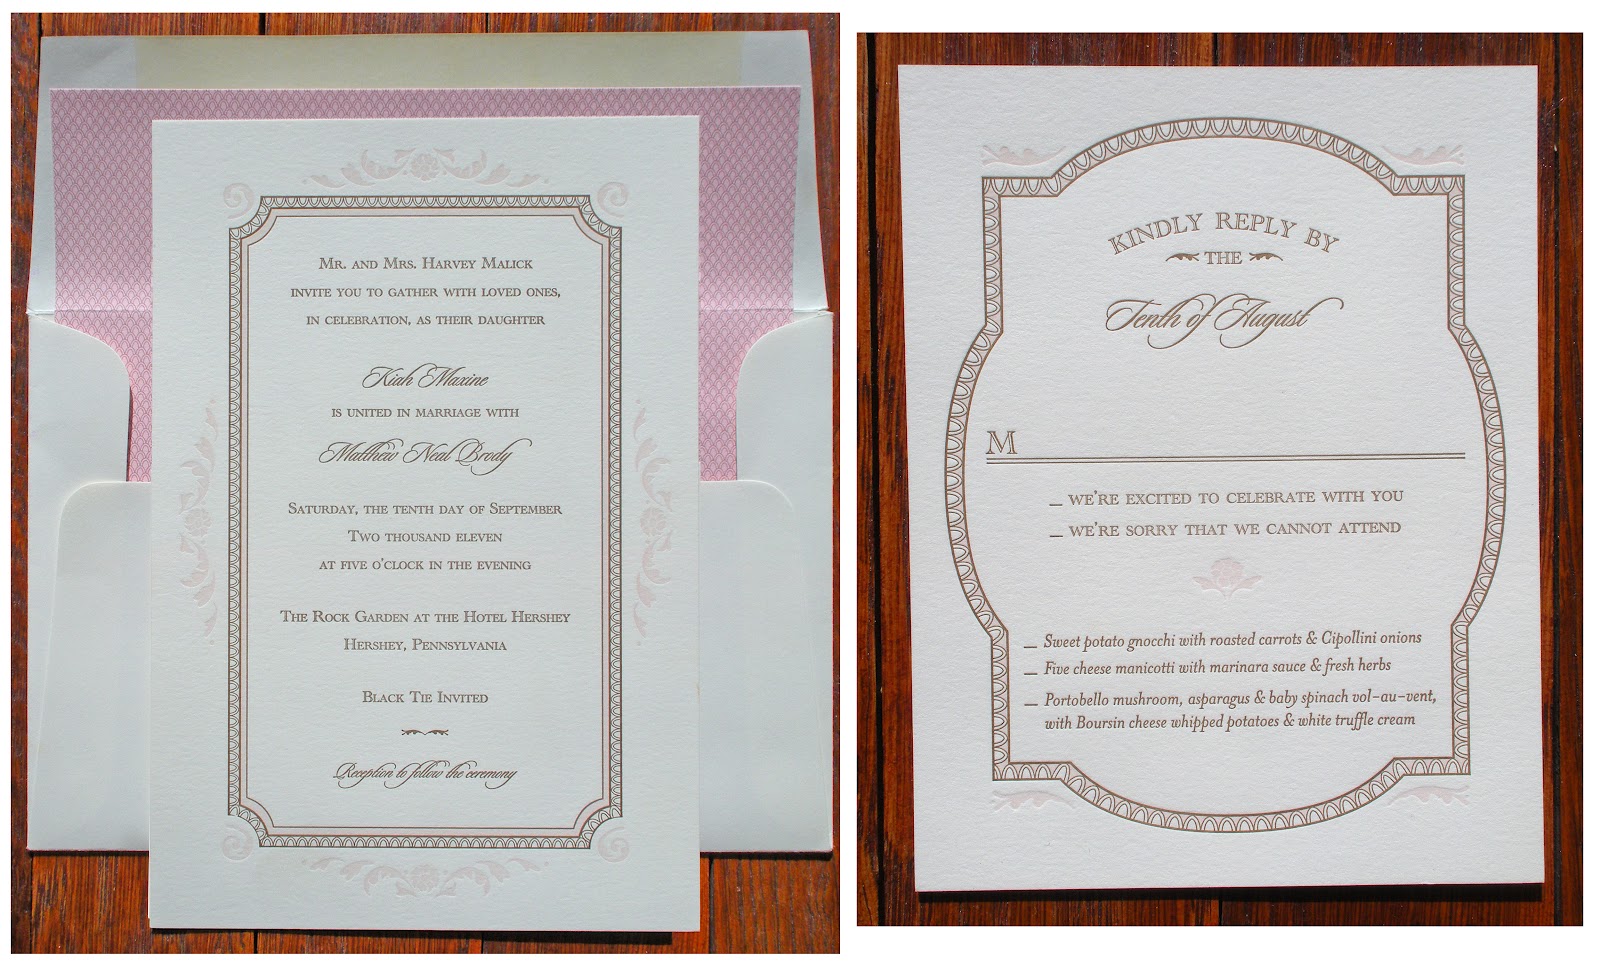 Mr. and Mrs. Harvey Malick
invite you to gather with loved ones,
in celebration, as their daughter
Kiah Maxine
is united in marriage with
Matthew Neal Brody
Saturday, the tenth day of September
Two thousand eleven
at five o'clock in the evening
The Rock Garden at the Hotel Hershey
Hershey, Pennsylvania
Black Tie Invited
Reception to follow the ceremony
KINDLY REPLY BY
THE
Tenth of August
M
_ we're excited to celebrate with you
_ we're sorry that we cannot attend
_ Sweet potato gnocchi with roasted carrots & Cipollini onions
_ Five cheese manicotti with marinara sauce & fresh herbs
_ Portobello mushroom, asparagus & baby spinach vol-au-vent,
with Boursin cheese whipped potatoes & white truffle cream